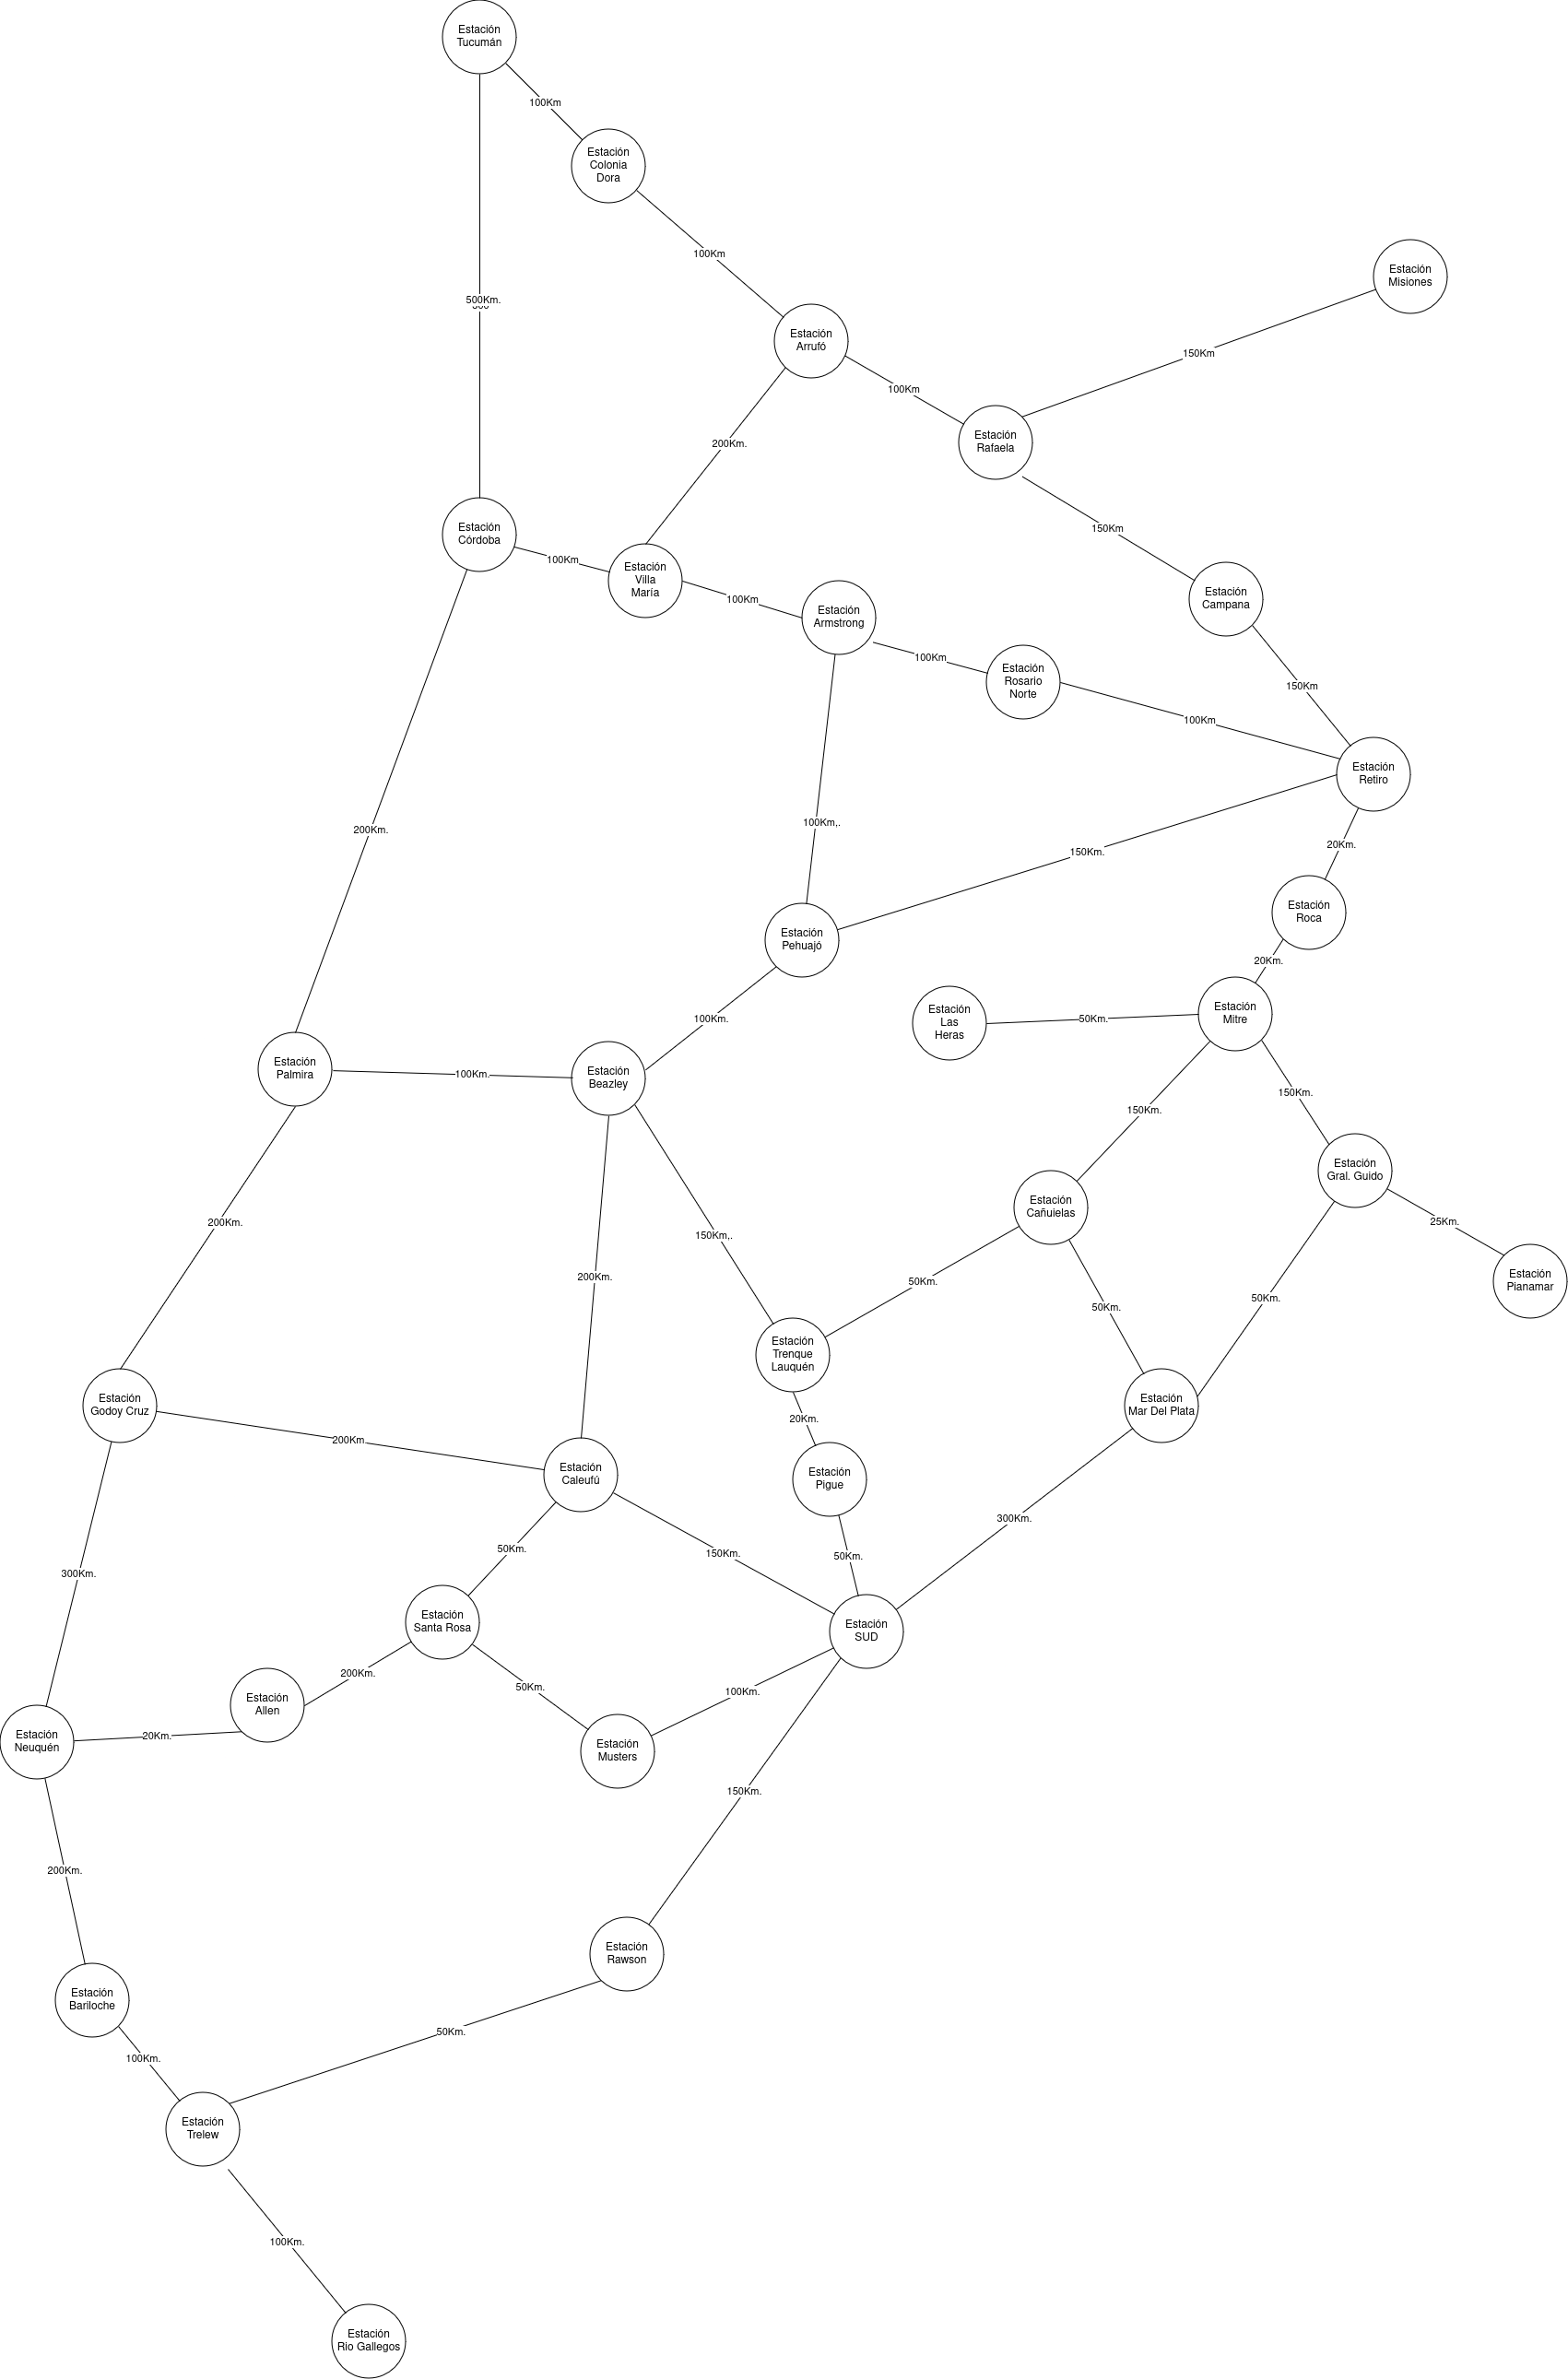 Estación
Tucumán
100Km
Estación
Colonia
Dora
100Km
Estación
Misiones
500Km.
Estación
Arrufó
150Km
100Km
Estación
Rafaela
200Km.
Estación
Córdoba
150Km
100Km
Estación
Villa
María
100Km
Estación
Campana
Estación
Armstrong
100Km
Estación
Rosario
Norte
150Km
100Km
Estación
Retiro
200Km.
100Km,.
150Km.
20Km.
Estación
Roca
Estación
Pehuajó
20Km.
100Km.
Estación
Las
Heras
50Km.
Estación
Mitre
Estación
Palmira
100Km.
Estación
Beazley
150Km.
150Km.
Estación
Gral. Guido
Estación
Cañuielas
200Km.
150Km,.
25Km.
200Km.
50Km.
Estación
Pianamar
50Km.
50Km.
Estación
Trenque
Lauquén
Estación
Godoy Cruz
Estación
Mar Del Plata
20Km.
200Km
Estación
Caleufú
Estación
Pigue
300Km.
50Km.
150Km.
50Km.
300Km.
Estación
Santa Rosa
Estación
SUD
200Km.
50Km.
100Km.
Estación
Allen
Estación
Neuquén
20Km.
Estación
Musters
150Km.
200Km.
Estación
Rawson
Estación
Bariloche
50Km.
100Km.
Estación
Trelew
100Km.
Estación
Rio Gallegos